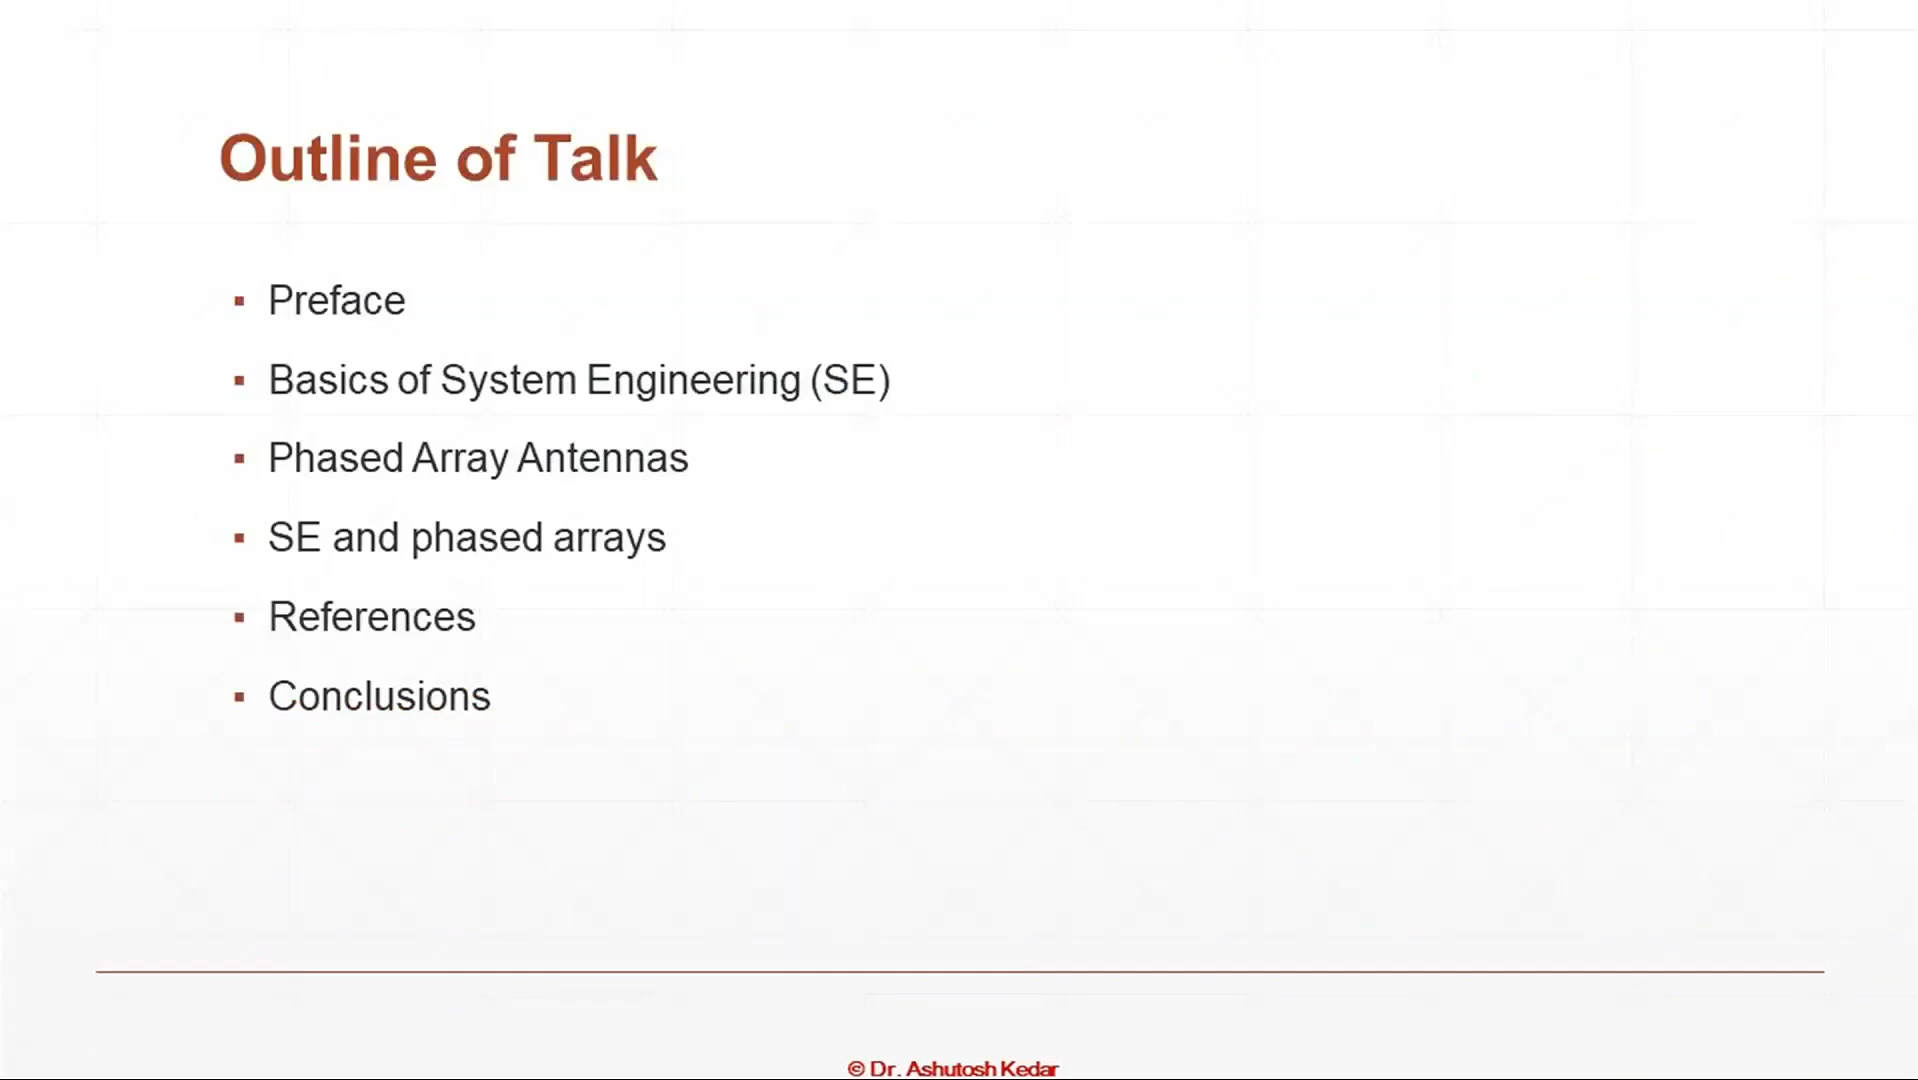 Outline of Talk
▪ Preface
▪ Basics of System Engineering (SE)
▪ Phased Array Antennas
▪ SE and phased arrays
▪ References
▪ Conclusions
© Dr. Ashutosh Kedar